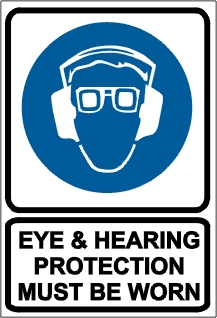 EYE & HEARING
PROTECTION
MUST BE WORN